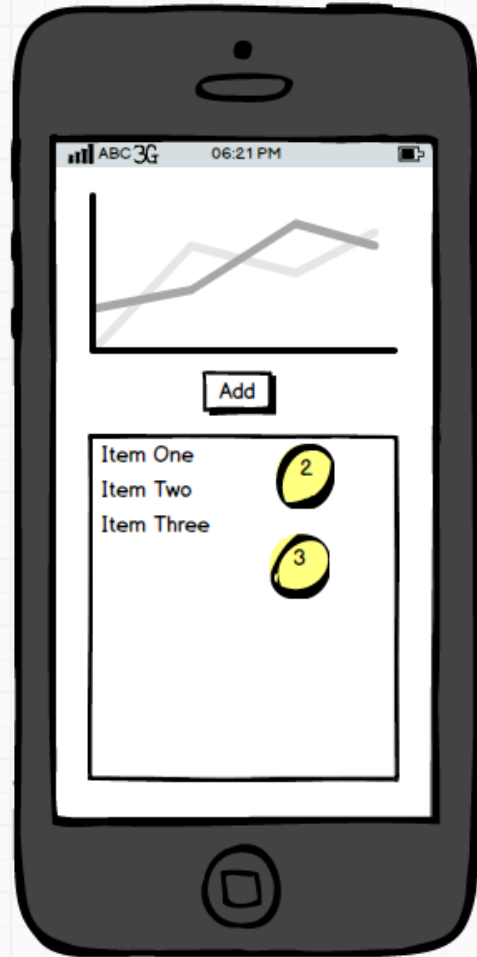 ABC 3G 06:21 PM
Add
Item One
2
Item Two
Item Three
3